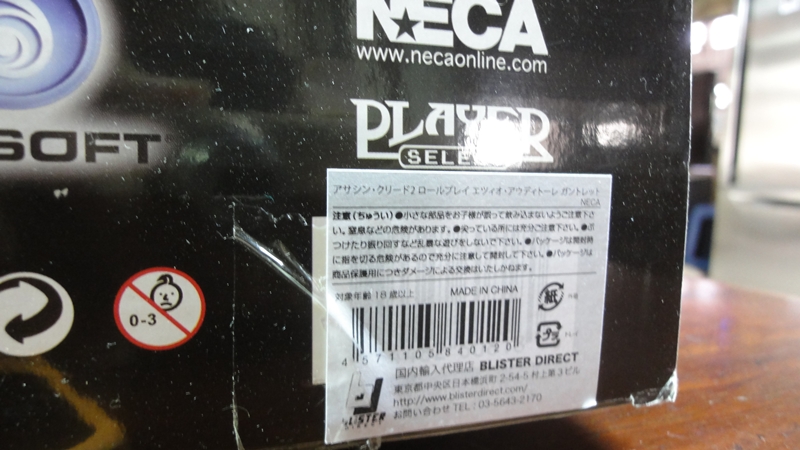 NECA
www.necaonline.com
PLAYER
SELECT
SOFT
アサシン・クリード2 ロールプレイ エツィオ・アウディトーレ ガントレット
NECA
注意(ちゅうい)●小さな部品をお子様が誤って飲み込まないようご注意下さ
い。窒息などの危険があります。●尖っている所には充分ご注意下さい。●ぶ
つけたり振り回すなど乱暴な遊びをしないで下さい。●パッケージは開封時
に指を切る危険があるので充分に注意して開封して下さい。●パッケージは
商品保護用につきダメージによる交換はいたしかねます。
対象年齢 18歳以上
MADE IN CHINA
紙
プラ
トレイ
0-3
4 571105 840120
国内輸入代理店 BLISTER DIRECT
東京都中央区日本橋浜町 2-54-5 村上第3ビル
http://www.blisterdirect.com/
お問い合わせ TEL : 03-5643-2170
BLISTER